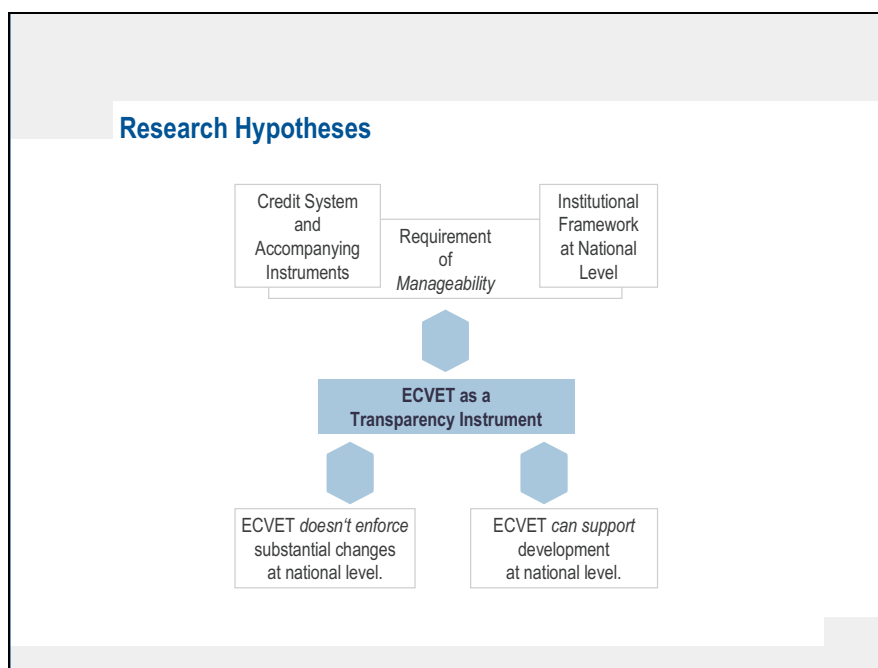 Research Hypotheses
Credit System
and
Accompanying
Instruments
Requirement
of
Manageability
Institutional
Framework
at National
Level
ECVET as a
Transparency Instrument
ECVET doesn‘t enforce
substantial changes
at national level.
ECVET can support
development
at national level.